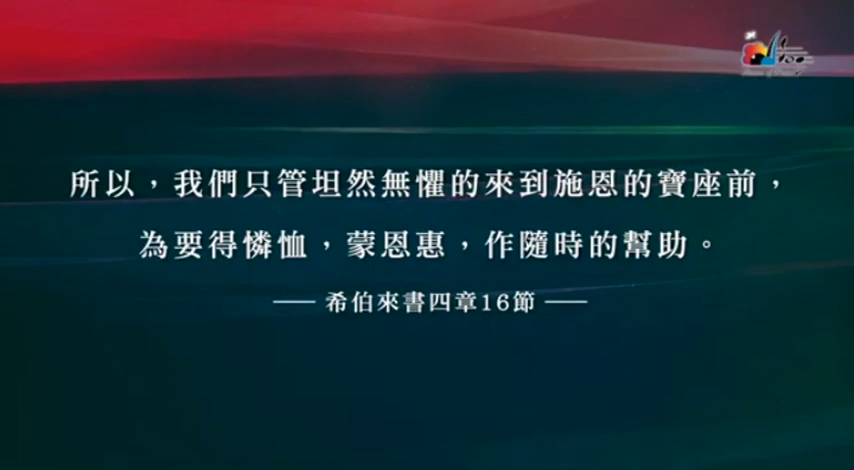 所以，我們只管坦然無懼的來到施恩的寶座前，
為要得憐恤，蒙恩惠，作隨時的幫助。
—— 希伯來書四章16節 ——